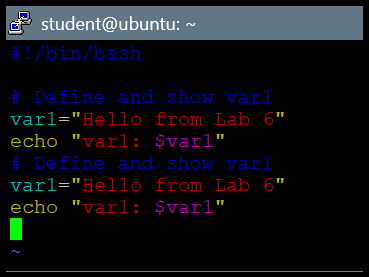 student@ubuntu: ~
#!/bin/bash
# Define and show var1
var1="Hello from Lab 6"
echo "var1: $var1"
# Define and show var1
var1="Hello from Lab 6"
echo "var1: $var1"
~